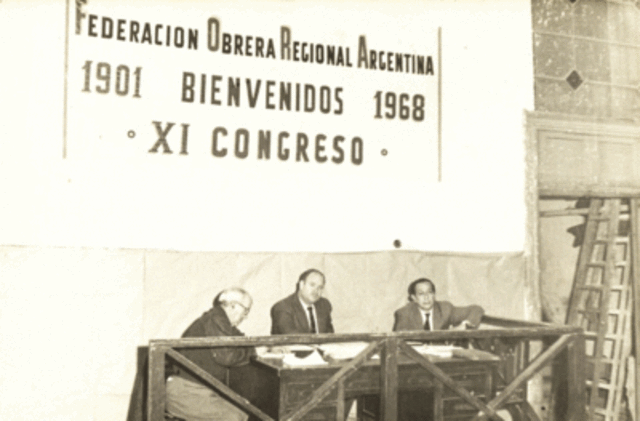 FEDERACION OBRERA REGIONAL ARGENTINA
1901 BIENVENIDOS 1968
XI CONGRESO